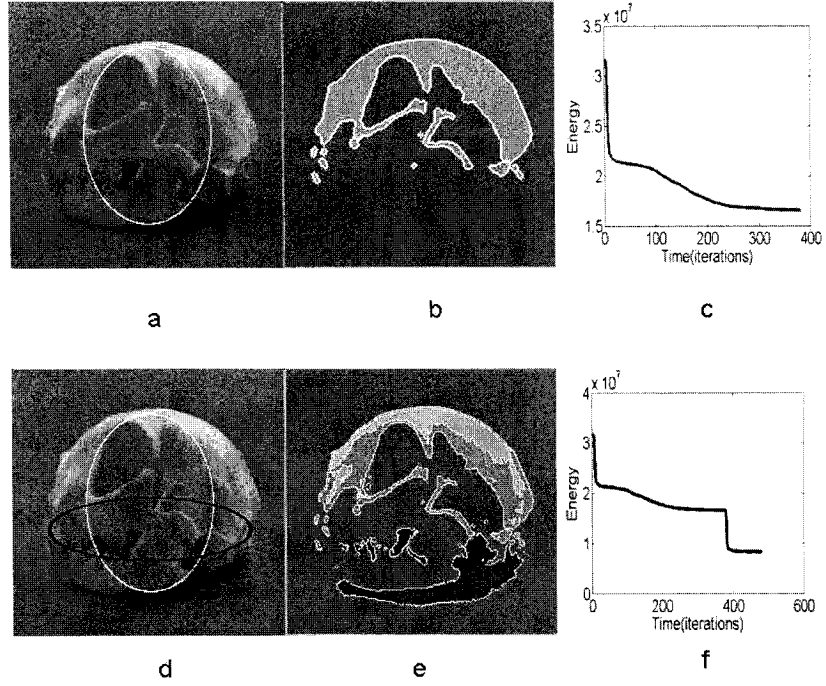 x 10⁷
3.5
3
2.5
2
1.5
0 100 200 300 400
Energy
Time(iterations)
a
b
c
x 10⁷
4
3
2
1
0
0 200 400 600
Energy
Time(iterations)
d
e
f